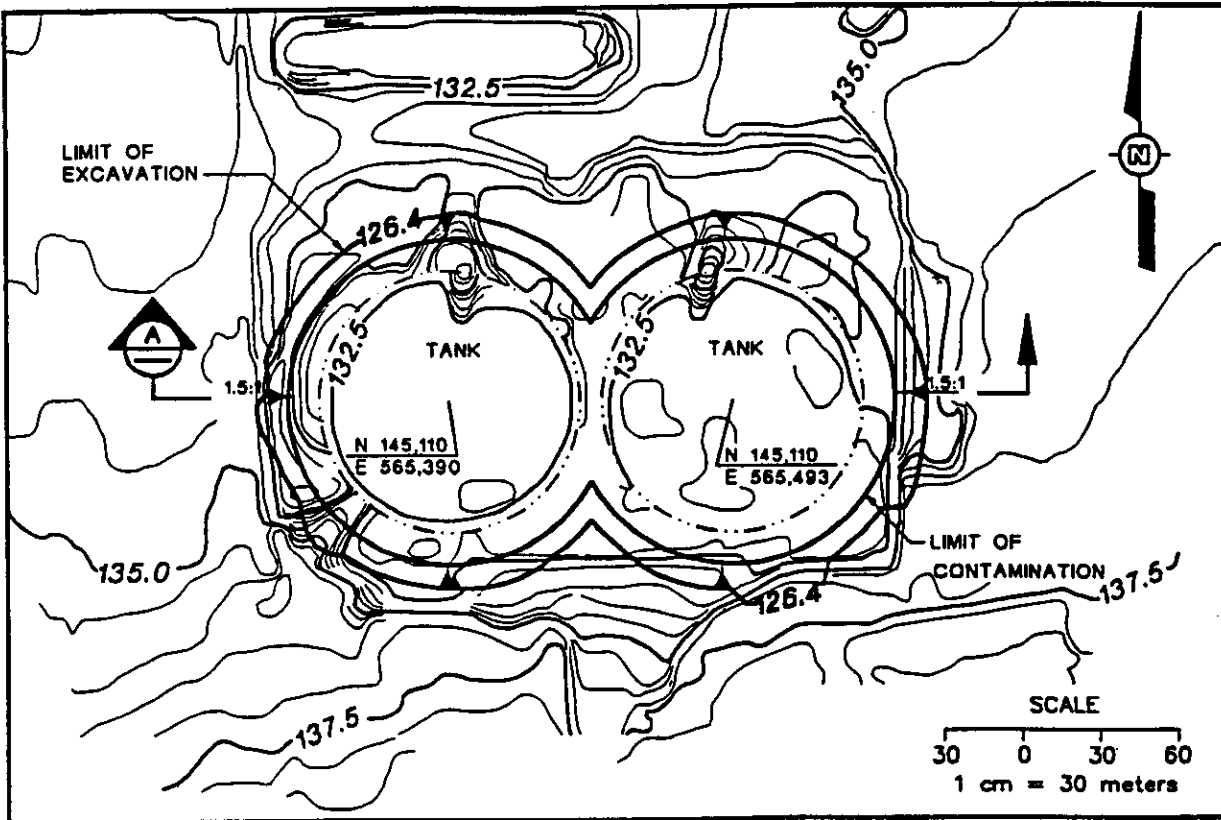 132.5
135.0
LIMIT OF
EXCAVATION
N
126.4
A
132.5
TANK
132.5
TANK
1.5:1
1.5:1
N 145,110
E 565,390
N 145,110
E 565,493
LIMIT OF
CONTAMINATION
135.0
126.4
137.5
137.5
SCALE
30 0 30 60
1 cm = 30 meters